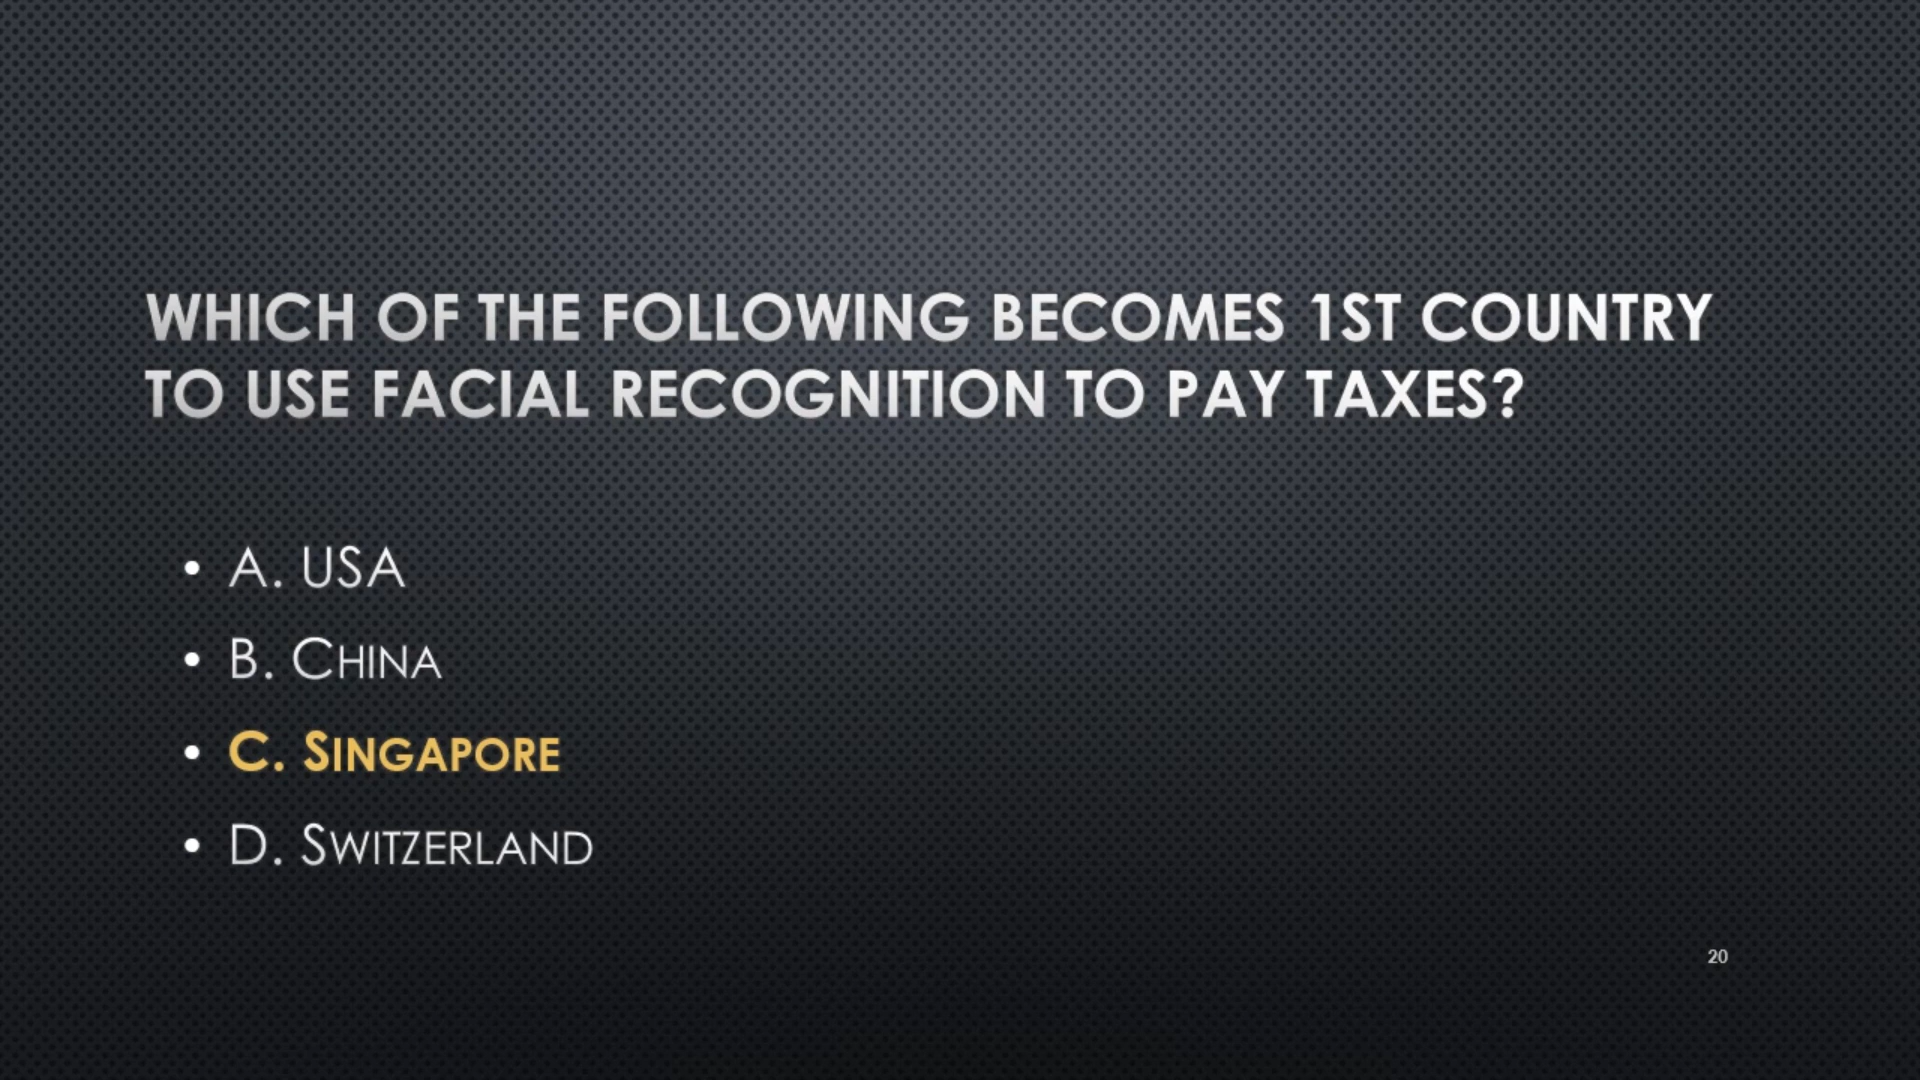 WHICH OF THE FOLLOWING BECOMES 1ST COUNTRY
TO USE FACIAL RECOGNITION TO PAY TAXES?
• A. USA
• B. CHINA
• C. SINGAPORE
• D. SWITZERLAND
20